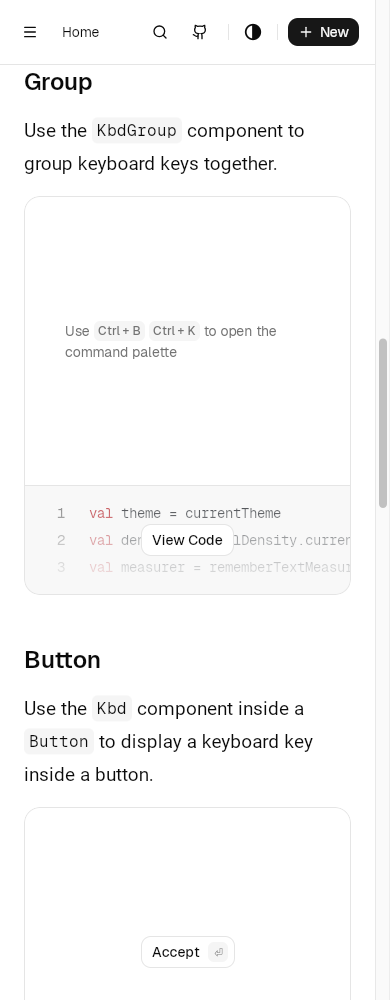 Home
New
Group
Use the KbdGroup component to
group keyboard keys together.
Use Ctrl + B Ctrl + K to open the
command palette
1 val theme = currentTheme
2 val
View Code
3 val measurer = rememberTextMeasur
Button
Use the Kbd component inside a
Button to display a keyboard key
inside a button.
Accept ⏎